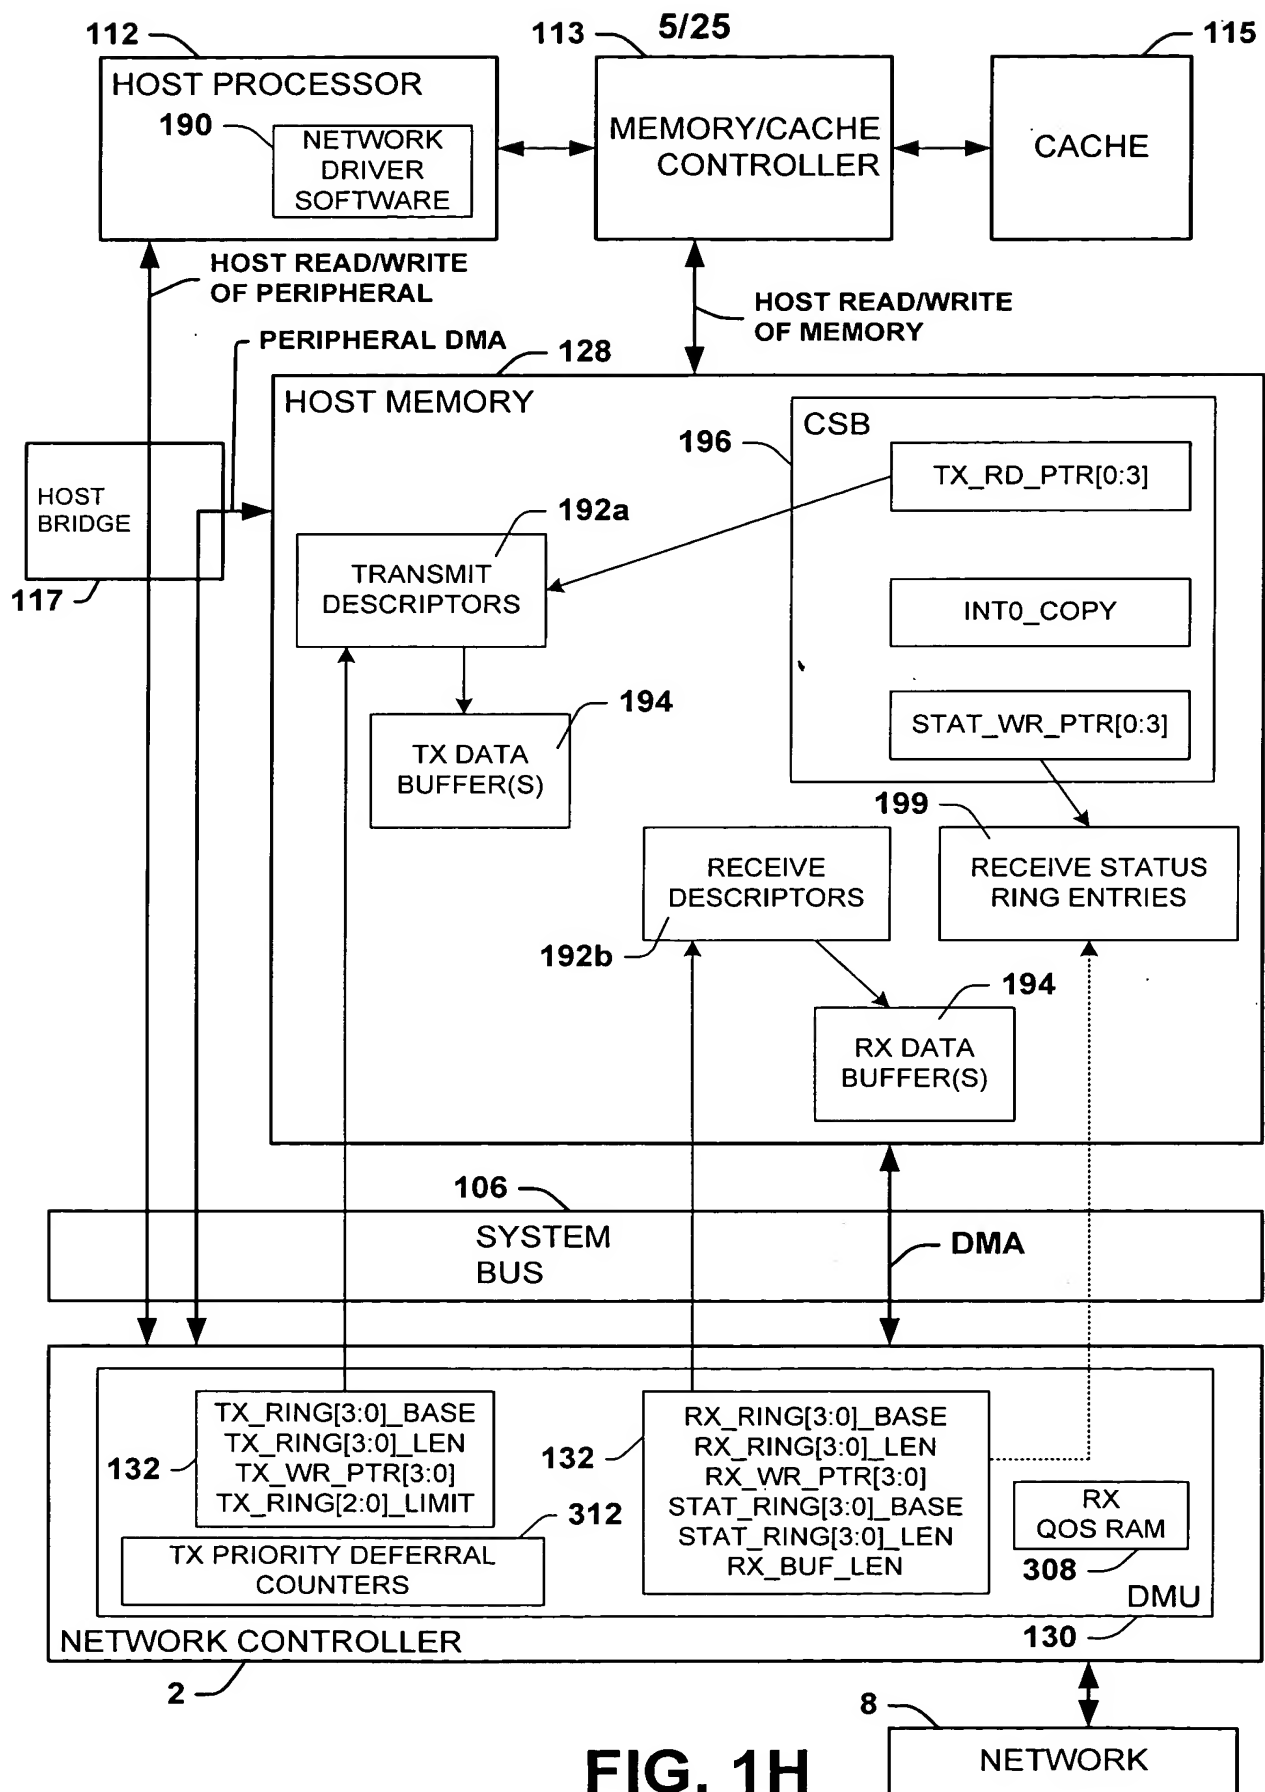 5/25
112
113
115
HOST PROCESSOR
190
NETWORK
DRIVER
SOFTWARE
MEMORY/CACHE
CONTROLLER
CACHE
HOST READ/WRITE
OF PERIPHERAL
HOST READ/WRITE
OF MEMORY
PERIPHERAL DMA
128
HOST MEMORY
CSB
196
TX_RD_PTR[0:3]
HOST
BRIDGE
117
192a
TRANSMIT
DESCRIPTORS
INT0_COPY
194
TX DATA
BUFFER(S)
STAT_WR_PTR[0:3]
199
RECEIVE
DESCRIPTORS
192b
RECEIVE STATUS
RING ENTRIES
194
RX DATA
BUFFER(S)
106
SYSTEM
BUS
DMA
TX_RING[3:0]_BASE
TX_RING[3:0]_LEN
TX_WR_PTR[3:0]
TX_RING[2:0]_LIMIT
132
312
TX PRIORITY DEFERRAL
COUNTERS
132
RX_RING[3:0]_BASE
RX_RING[3:0]_LEN
RX_WR_PTR[3:0]
STAT_RING[3:0]_BASE
STAT_RING[3:0]_LEN
RX_BUF_LEN
RX
QOS RAM
308
DMU
130
NETWORK CONTROLLER
2
8
NETWORK
FIG. 1H